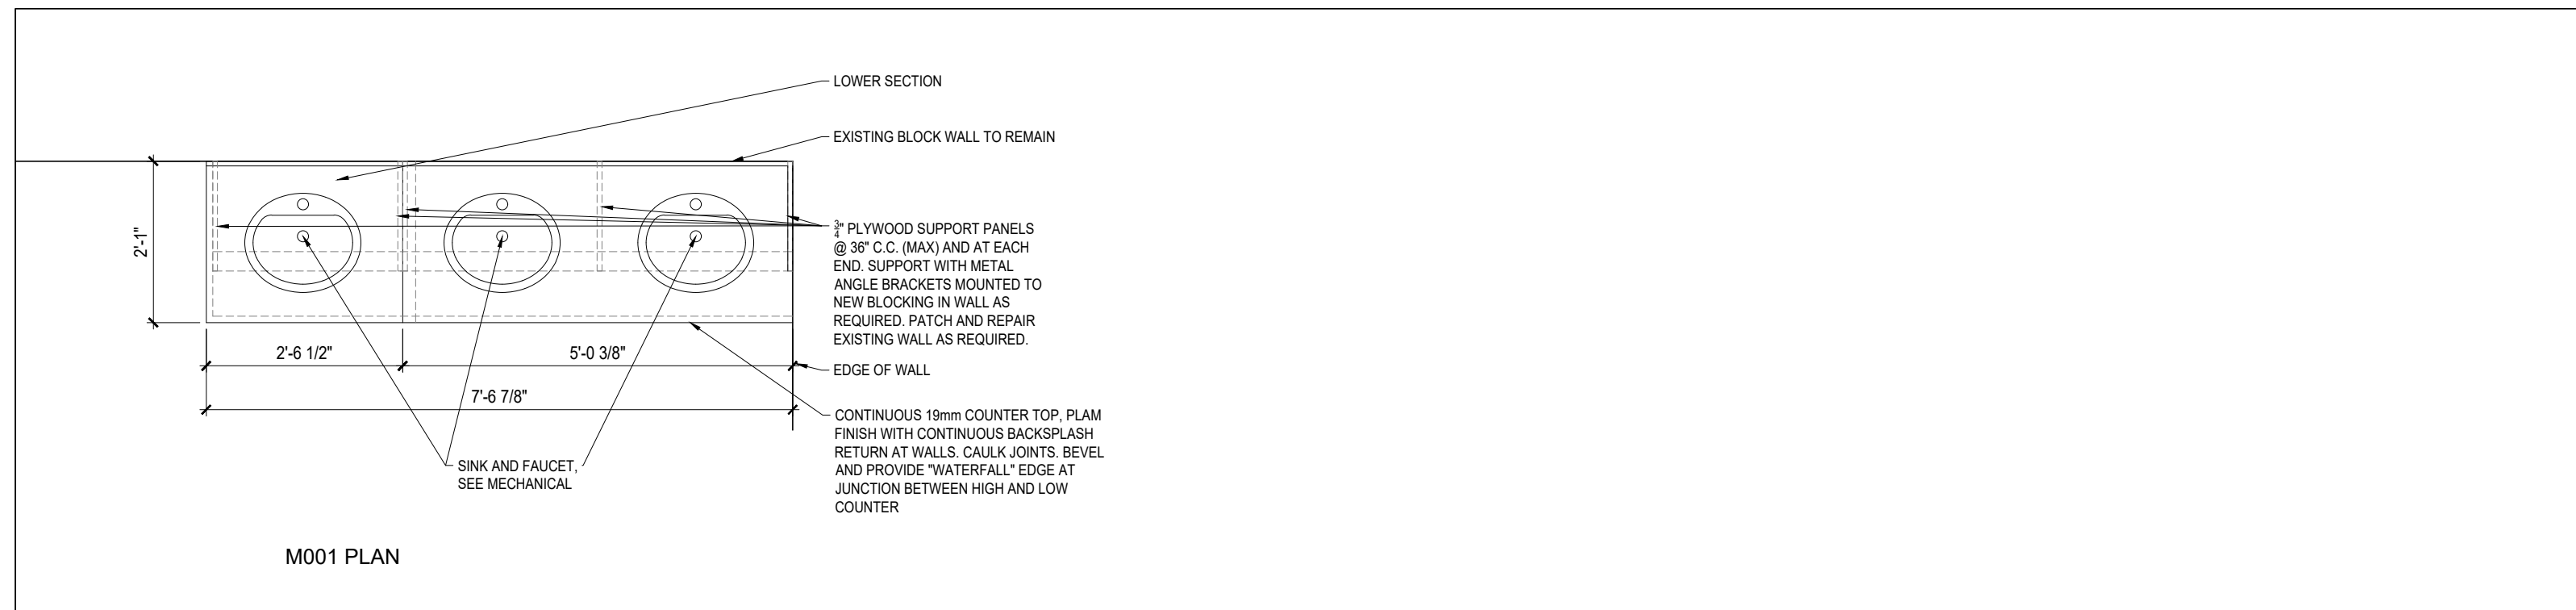 LOWER SECTION
EXISTING BLOCK WALL TO REMAIN
2'-1"
3/4" PLYWOOD SUPPORT PANELS
@ 36" C.C. (MAX) AND AT EACH
END. SUPPORT WITH METAL
ANGLE BRACKETS MOUNTED TO
NEW BLOCKING IN WALL AS
REQUIRED. PATCH AND REPAIR
EXISTING WALL AS REQUIRED.
2'-6 1/2"
5'-0 3/8"
EDGE OF WALL
7'-6 7/8"
CONTINUOUS 19mm COUNTER TOP, PLAM
FINISH WITH CONTINUOUS BACKSPLASH
RETURN AT WALLS. CAULK JOINTS. BEVEL
AND PROVIDE "WATERFALL" EDGE AT
JUNCTION BETWEEN HIGH AND LOW
COUNTER
SINK AND FAUCET,
SEE MECHANICAL
M001 PLAN